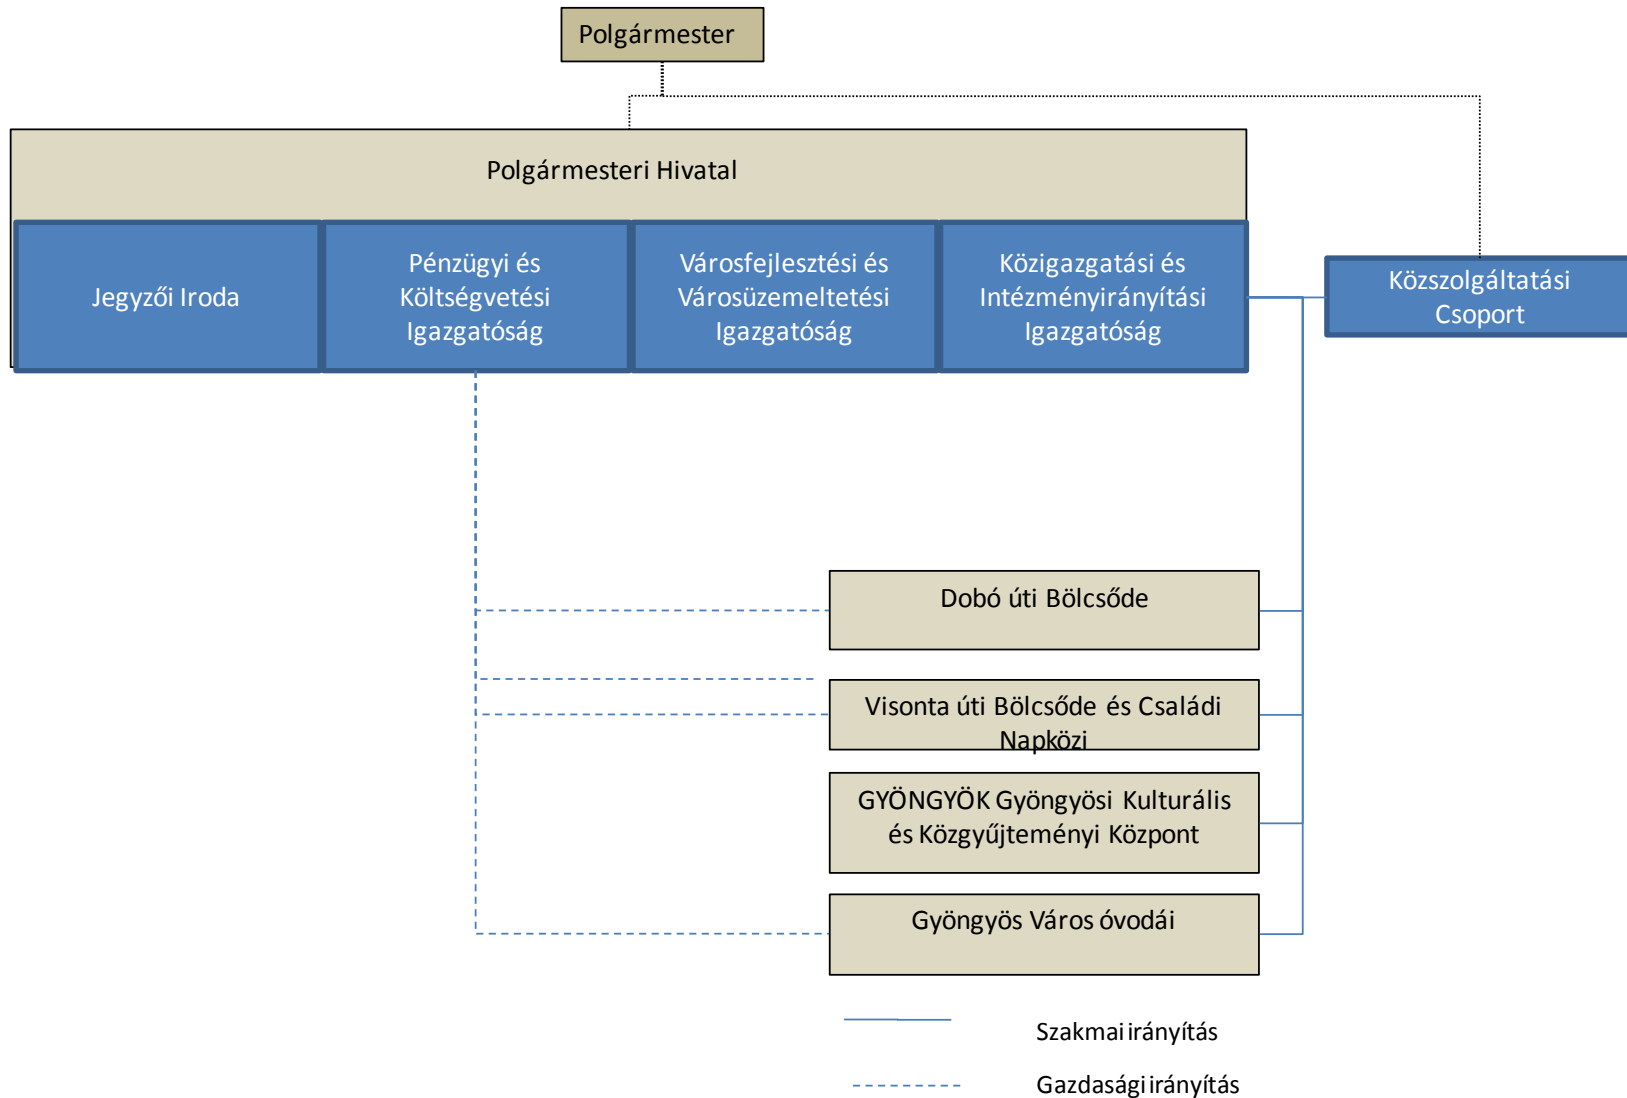 Polgármester
Polgármesteri Hivatal
Jegyzői Iroda
Pénzügyi és
Költségvetési
Igazgatóság
Városfejlesztési és
Városüzemeltetési
Igazgatóság
Közigazgatási és
Intézményirányítási
Igazgatóság
Közszolgáltatási
Csoport
Dobó úti Bölcsőde
Visonta úti Bölcsőde és Családi
Napközi
GYÖNGYÖK Gyöngyösi Kulturális
és Közgyűjteményi Központ
Gyöngyös Város óvodái
Szakmai irányítás
Gazdasági irányítás